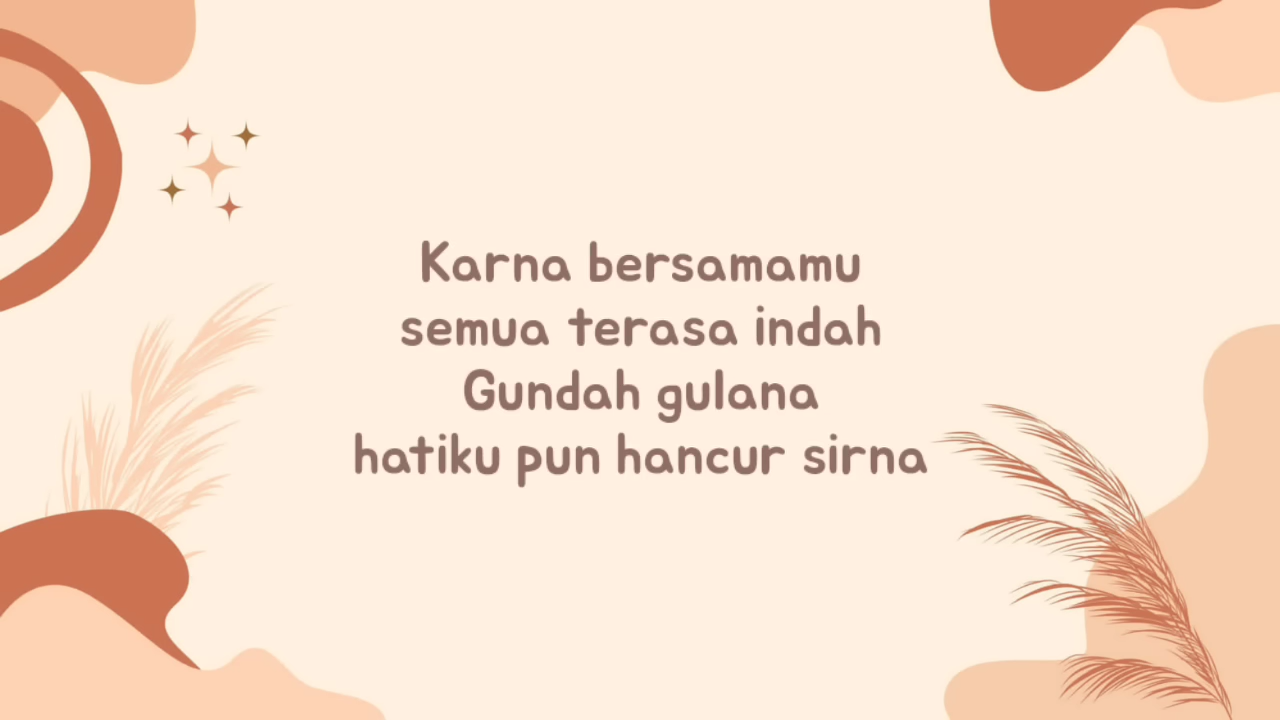 Karna bersamamu
semua terasa indah
Gundah gulana
hatiku pun hancur sirna